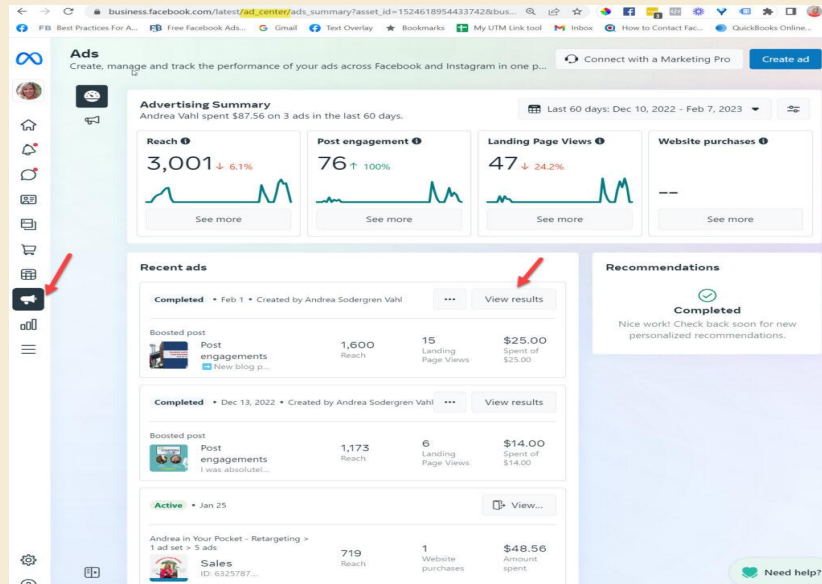 business.facebook.com/latest/ad_center/ads_summary?asset_id=152461895443374​2&bus...
FB Best Practices For A...
Free Facebook Ads...
Gmail
Text Overlay
Bookmarks
My UTM Link tool
Inbox
How to Contact Fac...
QuickBooks Online...
Ads
Create, manage and track the performance of your ads across Facebook and Instagram in one p...
Connect with a Marketing Pro
Create ad
Advertising Summary
Andrea Vahl spent $87.56 on 3 ads in the last 60 days.
Last 60 days: Dec 10, 2022 - Feb 7, 2023
Reach
3,001 ↓ 6.1%
See more
Post engagement
76 ↑ 100%
See more
Landing Page Views
47 ↓ 24.2%
See more
Website purchases
--
See more
Recent ads
Completed • Feb 1 • Created by Andrea Sodergren Vahl
... View results
Boosted post
Post
engagements
New blog p...
1,600
Reach
15
Landing
Page Views
$25.00
Spent of
$25.00
Completed • Dec 13, 2022 • Created by Andrea Sodergren Vahl
... View results
Boosted post
Post
engagements
I was absolutel...
1,173
Reach
6
Landing
Page Views
$14.00
Spent of
$14.00
Active • Jan 25
View...
Andrea in Your Pocket - Retargeting >
1 ad set > 5 ads
Sales
ID: 6325787...
719
Reach
1
Website
purchases
$48.56
Amount
spent
Recommendations
Completed
Nice work! Check back soon for new
personalized recommendations.
Need help?